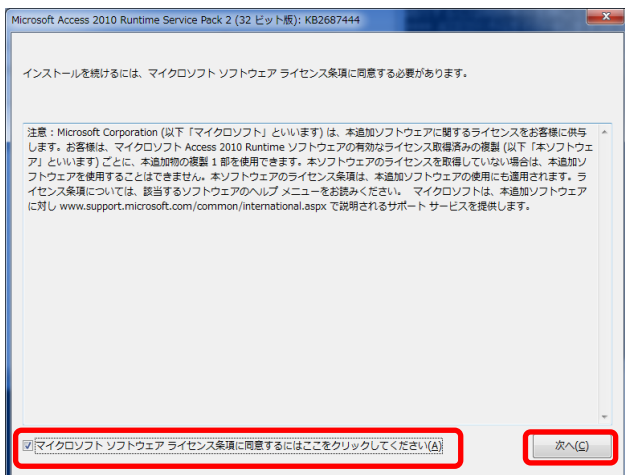 Microsoft Access 2010 Runtime Service Pack 2 (32 ビット版): KB2687444
インストールを続けるには、マイクロソフト ソフトウェア ライセンス条項に同意する必要があります。
注意 : Microsoft Corporation (以下「マイクロソフト」といいます) は、本追加ソフトウェアに関するライセンスをお客様に供与
します。お客様は、マイクロソフト Access 2010 Runtime ソフトウェアの有効なライセンス取得済みの複製 (以下「本ソフトウェ
ア」といいます) ごとに、本追加物の複製 1 部を使用できます。本ソフトウェアのライセンスを取得していない場合は、本追加ソ
フトウェアを使用することはできません。本ソフトウェアのライセンス条項は、本追加ソフトウェアの使用にも適用されます。ラ
イセンス条項については、該当するソフトウェアのヘルプ メニューをお読みください。 マイクロソフトは、本追加ソフトウェア
に対し www.support.microsoft.com/common/international.aspx で説明されるサポート サービスを提供します。
マイクロソフト ソフトウェア ライセンス条項に同意するにはここをクリックしてください(A)
次へ(C)